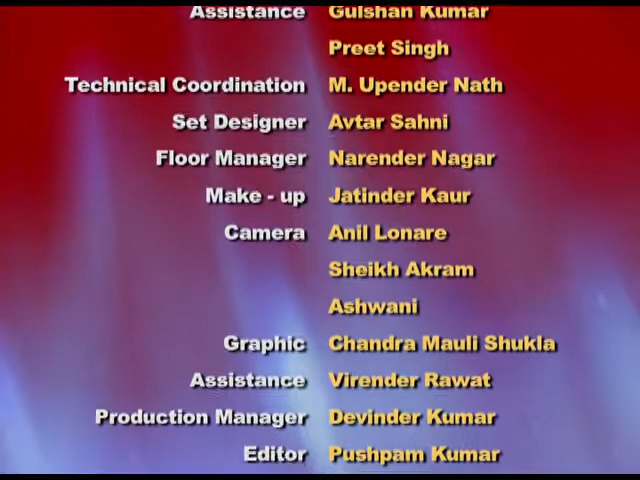 Assistance Gulshan Kumar
Preet Singh
Technical Coordination M. Upender Nath
Set Designer Avtar Sahni
Floor Manager Narender Nagar
Make - up Jatinder Kaur
Camera Anil Lonare
Sheikh Akram
Ashwani
Graphic Chandra Mauli Shukla
Assistance Virender Rawat
Production Manager Devinder Kumar
Editor Pushpam Kumar